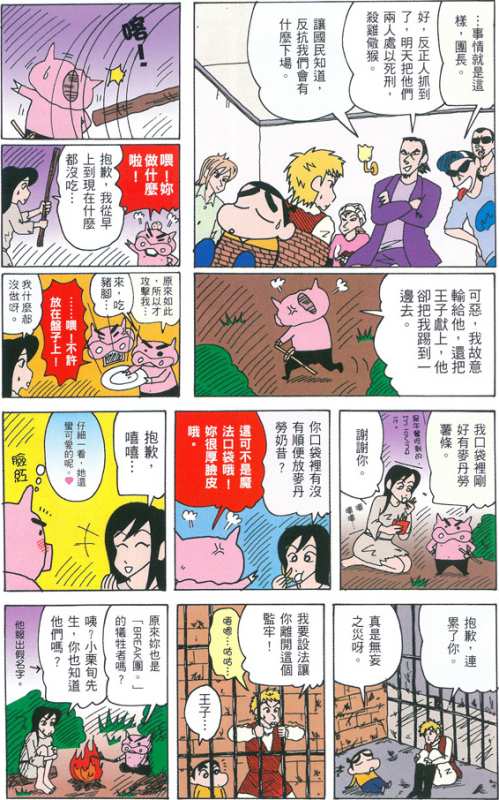 …事情就是這
樣，團長。
好，反正人抓到
了，明天把他們
兩人處以死刑，
殺雞儆猴。
讓國民知道，
反抗我們會有
什麼下場。
可惡，我故意
輸給他，還把
王子獻上，他
卻把我踢到一
邊去。
喀！
喂！妳
做什麼
啦！
抱歉，我從早
上到現在什麼
都沒吃…
原來如此
，所以才
攻擊我…
來，吃
豬腳…
……喂！不許
放在盤子上！
我什麼都
沒做呀。
我口袋裡剛
好有麥丹勞
薯條。
是午餐吃剩的
謝謝你。
你口袋裡有沒
有順便放麥丹
勞奶昔？
這可不是魔
法口袋哦！
妳很厚臉皮
哦。
抱歉，
嘻嘻…
仔細一看，她還
蠻可愛的呢。♥
臉紅
抱歉，連
累了你。
真是無妄
之災呀。
我要設法讓
你離開這個
監牢！
王子…
原來妳也是
「BREAK團。」
的犧牲者嗎？
咦？小栗旬先
生，你也知道
他們嗎？
他報出假名字。